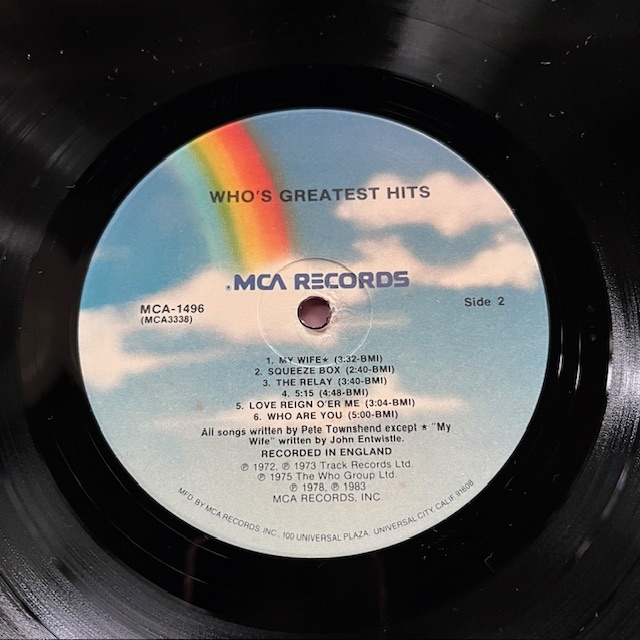 WHO'S GREATEST HITS
MCA RECORDS
MCA-1496
(MCA3338)
Side 2
1. MY WIFE★ (3:32-BMI)
2. SQUEEZE BOX (2:40-BMI)
3. THE RELAY (3:40-BMI)
4. 5:15 (4:48-BMI)
5. LOVE REIGN O'ER ME (3:04-BMI)
6. WHO ARE YOU (5:00-BMI)
All songs written by Pete Townshend except ★ "My
Wife" written by John Entwistle.
RECORDED IN ENGLAND
℗ 1972, ℗ 1973 Track Records Ltd.
℗ 1975 The Who Group Ltd.
℗ 1978, ℗ 1983
MCA RECORDS, INC
MFD BY MCA RECORDS, INC., 100 UNIVERSAL PLAZA, UNIVERSAL CITY, CALIF. 91608